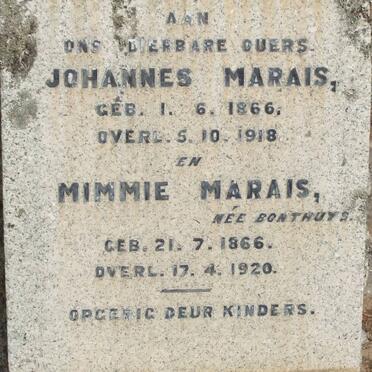 AAN
ONS DIERBARE OUERS.
JOHANNES MARAIS,
GEB. 1. 6. 1866.
OVERL. 5. 10. 1918
EN
MIMMIE MARAIS,
NÉE BONTHUYS.
GEB. 21. 7. 1866.
OVERL. 17. 4. 1920.
OPGERIG DEUR KINDERS.